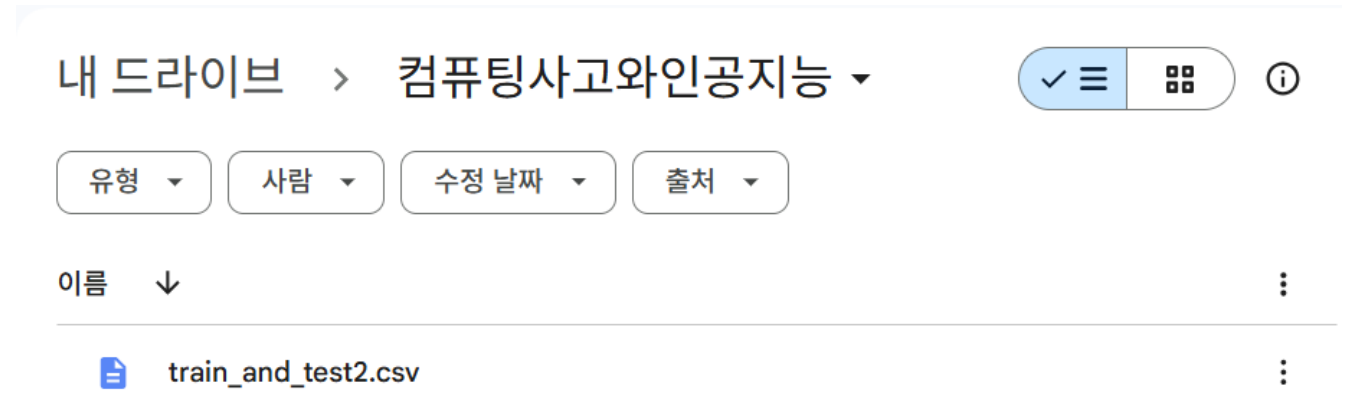 내 드라이브 > 컴퓨팅사고와인공지능
유형 사람 수정 날짜 출처
이름
train_and_test2.csv